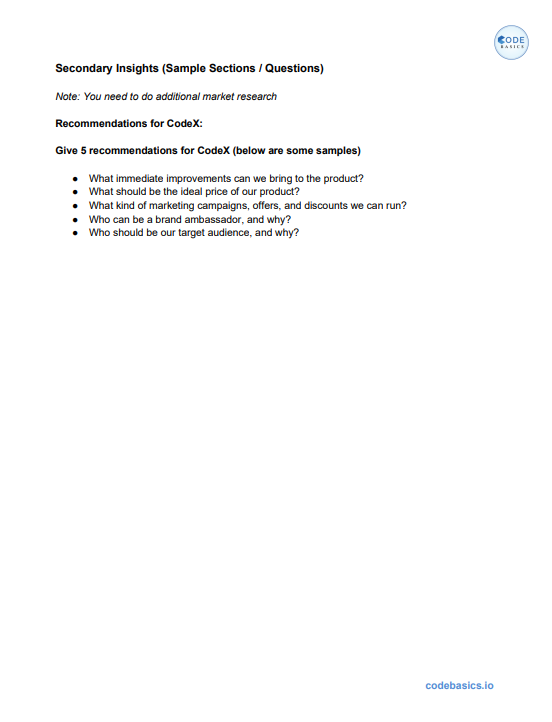 CODE
BASICS
Secondary Insights (Sample Sections / Questions)
Note: You need to do additional market research
Recommendations for CodeX:
Give 5 recommendations for CodeX (below are some samples)
● What immediate improvements can we bring to the product?
● What should be the ideal price of our product?
● What kind of marketing campaigns, offers, and discounts we can run?
● Who can be a brand ambassador, and why?
● Who should be our target audience, and why?
codebasics.io